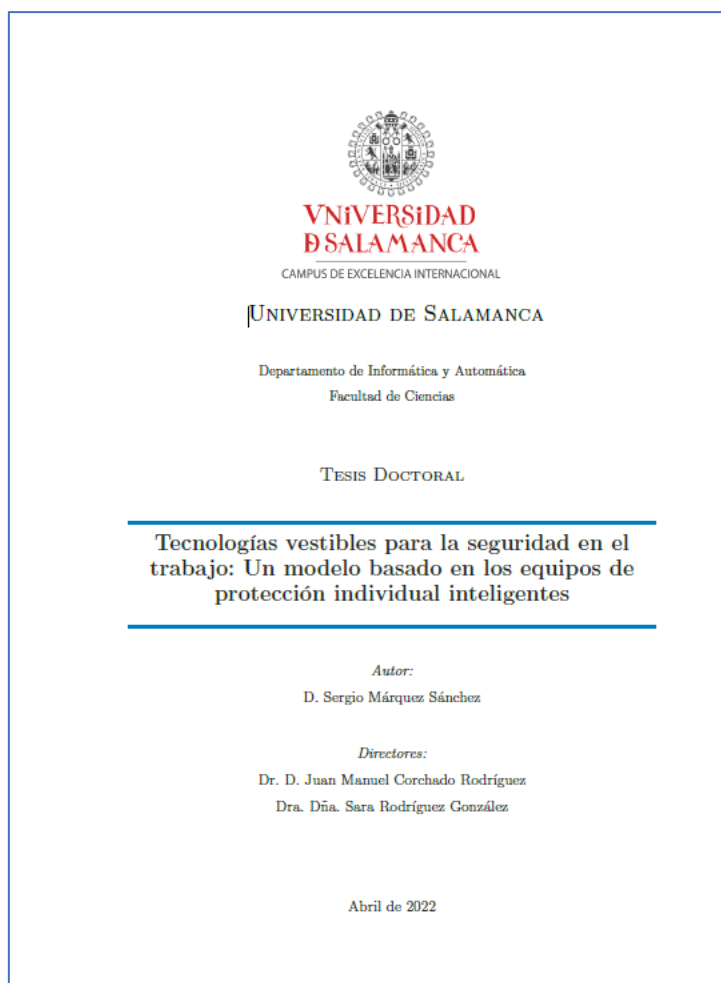 VNiVERSiDAD
D SALAMANCA
CAMPUS DE EXCELENCIA INTERNACIONAL
UNIVERSIDAD DE SALAMANCA
Departamento de Informática y Automática
Facultad de Ciencias
TESIS DOCTORAL
Tecnologías vestibles para la seguridad en el
trabajo: Un modelo basado en los equipos de
protección individual inteligentes
Autor:
D. Sergio Márquez Sánchez
Directores:
Dr. D. Juan Manuel Corchado Rodríguez
Dra. Dña. Sara Rodríguez González
Abril de 2022